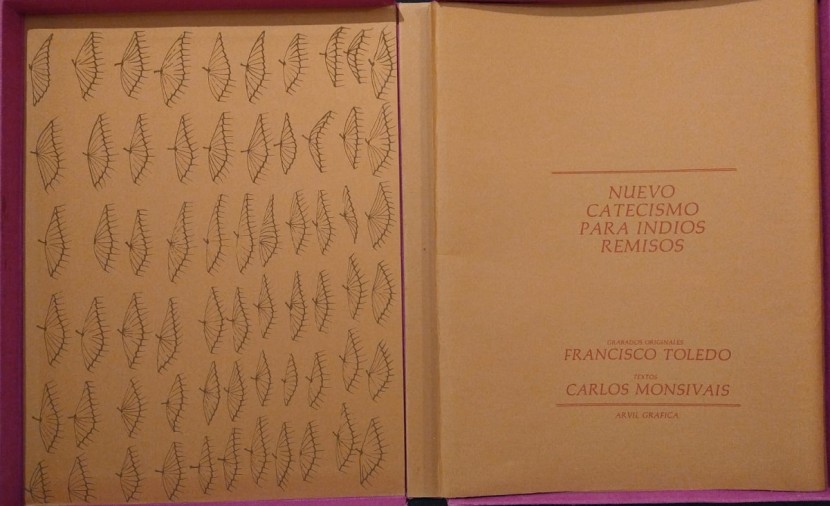 NUEVO
CATECISMO
PARA INDIOS
REMISOS
GRABADOS ORIGINALES
FRANCISCO TOLEDO
TEXTOS
CARLOS MONSIVAIS
ARVIL GRAFICA